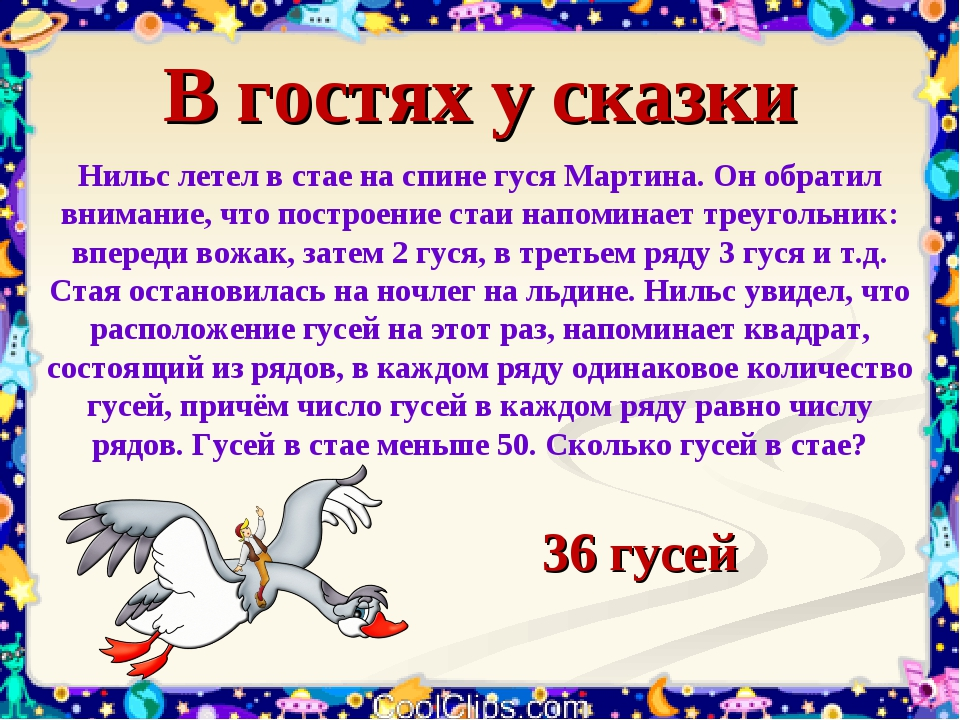 В гостях у сказки
Нильс летел в стае на спине гуся Мартина. Он обратил
внимание, что построение стаи напоминает треугольник:
впереди вожак, затем 2 гуся, в третьем ряду 3 гуся и т.д.
Стая остановилась на ночлег на льдине. Нильс увидел, что
расположение гусей на этот раз, напоминает квадрат,
состоящий из рядов, в каждом ряду одинаковое количество
гусей, причём число гусей в каждом ряду равно числу
рядов. Гусей в стае меньше 50. Сколько гусей в стае?
36 гусей
CoolClips.com